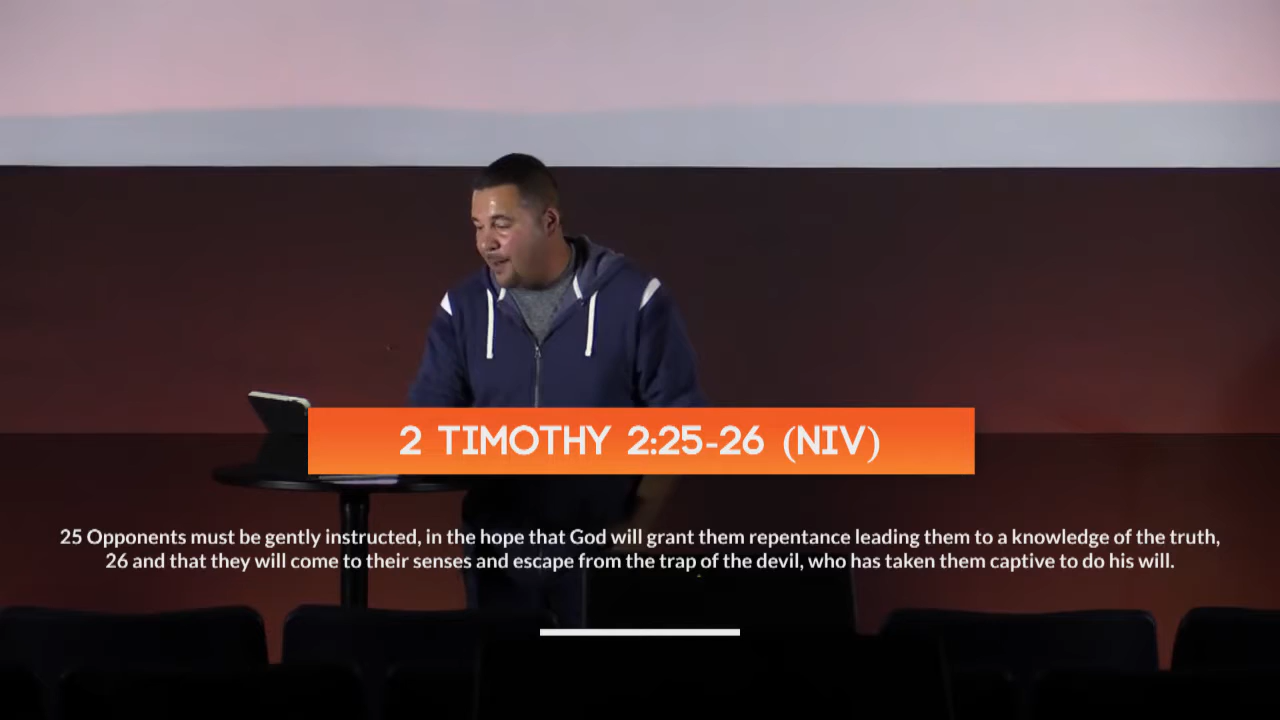 2 TIMOTHY 2:25-26 (NIV)
25 Opponents must be gently instructed, in the hope that God will grant them repentance leading them to a knowledge of the truth,
26 and that they will come to their senses and escape from the trap of the devil, who has taken them captive to do his will.